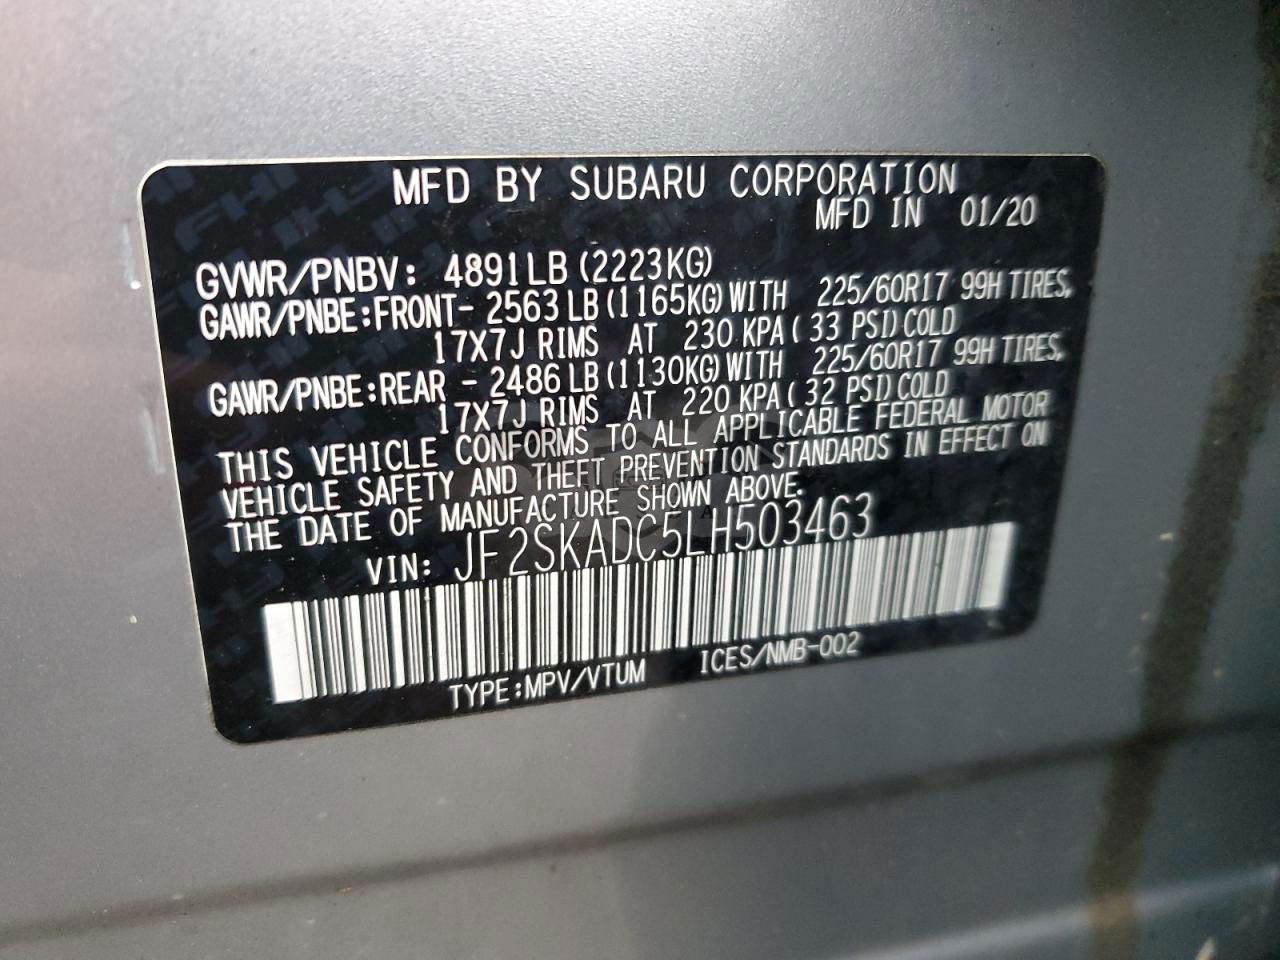 MFD BY SUBARU CORPORATION
MFD IN 01/20
GVWR/PNBV: 4891LB (2223KG)
GAWR/PNBE:FRONT- 2563 LB (1165KG) WITH 225/60R17 99H TIRES,
17X7J RIMS AT 230 KPA ( 33 PSI) COLD
GAWR/PNBE:REAR - 2486 LB (1130KG) WITH 225/60R17 99H TIRES,
17X7J RIMS AT 220 KPA ( 32 PSI) COLD
THIS VEHICLE CONFORMS TO ALL APPLICABLE FEDERAL MOTOR
VEHICLE SAFETY AND THEFT PREVENTION STANDARDS IN EFFECT ON
THE DATE OF MANUFACTURE SHOWN ABOVE.
VIN: JF2SKADC5LH503463
TYPE:MPV/VTUM ICES/NMB-002